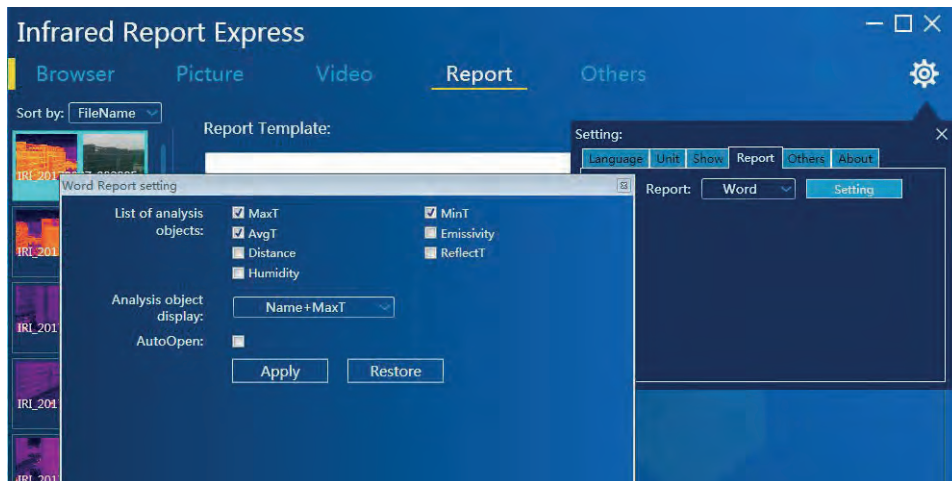 Infrared Report Express
Browser Picture Video Report Others
Sort by: FileName
Report Template:
Setting:
Language Unit Show Report Others About
Report: Word Setting
Word Report setting
List of analysis objects:
MaxT MinT
AvgT Emissivity
Distance ReflectT
Humidity
Analysis object display:
Name+MaxT
AutoOpen:
Apply Restore
IRI_201
IRI_201
IRI_201
IRI_201